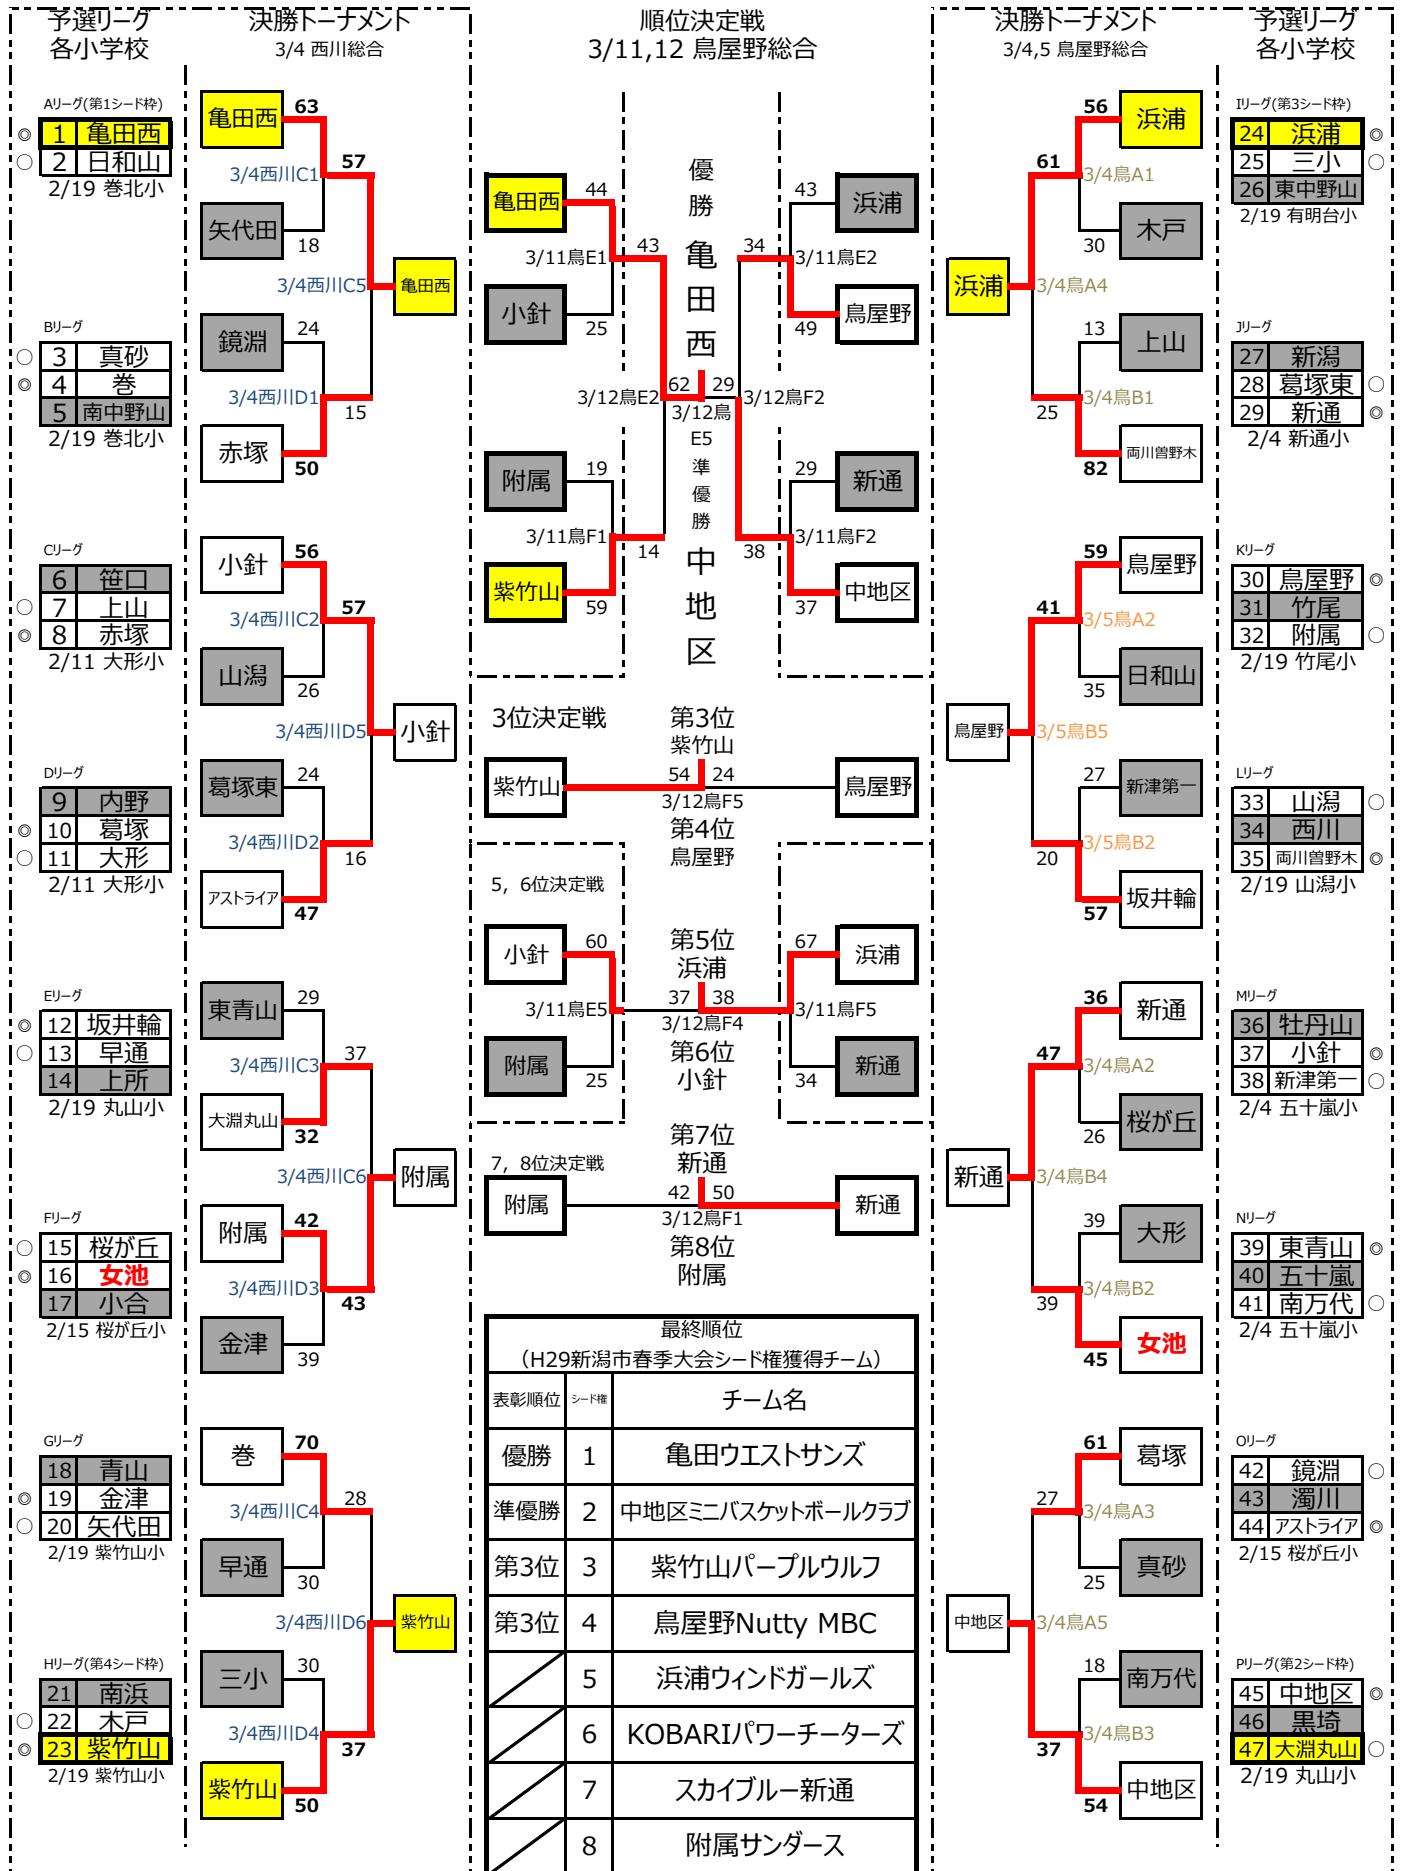 予選リーグ
各小学校
決勝トーナメント
3/4 西川総合
順位決定戦
3/11,12 鳥屋野総合
決勝トーナメント
3/4,5 鳥屋野総合
予選リーグ
各小学校
Aリーグ(第1シード枠)
◎ 1 亀田西
○ 2 日和山
2/19 巻北小
Bリーグ
○ 3 真砂
◎ 4 巻
5 南中野山
2/19 巻北小
Cリーグ
6 笹口
○ 7 上山
◎ 8 赤塚
2/11 大形小
Dリーグ
9 内野
◎ 10 葛塚
○ 11 大形
2/11 大形小
Eリーグ
◎ 12 坂井輪
○ 13 早通
14 上所
2/19 丸山小
Fリーグ
○ 15 桜が丘
◎ 16 女池
17 小合
2/15 桜が丘小
Gリーグ
18 青山
◎ 19 金津
○ 20 矢代田
2/19 紫竹山小
Hリーグ(第4シード枠)
21 南浜
○ 22 木戸
◎ 23 紫竹山
2/19 紫竹山小
亀田西 63
3/4西川C1 57
矢代田 18
3/4西川C5 亀田西
鏡淵 24
3/4西川D1 15
赤塚 50
小針 56
3/4西川C2 57
山潟 26
3/4西川D5 小針
葛塚東 24
3/4西川D2 16
アストライア 47
東青山 29
3/4西川C3 37
大淵丸山 32
3/4西川C6 附属
附属 42
3/4西川D3 43
金津 39
巻 70
3/4西川C4 28
早通 30
3/4西川D6 紫竹山
三小 30
3/4西川D4 37
紫竹山 50
優勝
亀田西
亀田西 44
3/11鳥E1 43
小針 25
3/12鳥E2
附属 19
3/11鳥F1 14
紫竹山 59
62 29
3/12鳥
E5
準優勝
中地区
43 浜浦
34 3/11鳥E2
49 鳥屋野
3/12鳥F2
29 新通
38 3/11鳥F2
37 中地区
3位決定戦
第3位
紫竹山
紫竹山 54 24 鳥屋野
3/12鳥F5
第4位
鳥屋野
5，6位決定戦
小針 60
3/11鳥E5
附属 25
第5位
浜浦
37 38
3/12鳥F4
第6位
小針
67 浜浦
3/11鳥F5
34 新通
7，8位決定戦
第7位
新通
附属 42 50 新通
3/12鳥F1
第8位
附属
最終順位
（H29新潟市春季大会シード権獲得チーム）
表彰順位 シード権 チーム名
優勝 1 亀田ウエストサンズ
準優勝 2 中地区ミニバスケットボールクラブ
第3位 3 紫竹山パープルウルフ
第3位 4 鳥屋野Nutty MBC
5 浜浦ウィンドガールズ
6 KOBARIパワーチーターズ
7 スカイブルー新通
8 附属サンダース
56 浜浦
61 3/4鳥A1
30 木戸
浜浦 3/4鳥A4
13 上山
25 3/4鳥B1
82 両川曽野木
59 鳥屋野
41 3/5鳥A2
35 日和山
鳥屋野 3/5鳥B5
27 新津第一
20 3/5鳥B2
57 坂井輪
36 新通
47 3/4鳥A2
26 桜が丘
新通 3/4鳥B4
39 大形
39 3/4鳥B2
45 女池
61 葛塚
27 3/4鳥A3
25 真砂
中地区 3/4鳥A5
18 南万代
37 3/4鳥B3
54 中地区
Iリーグ(第3シード枠)
24 浜浦 ◎
25 三小 ○
26 東中野山
2/19 有明台小
Jリーグ
27 新潟
28 葛塚東 ○
29 新通 ◎
2/4 新通小
Kリーグ
30 鳥屋野 ◎
31 竹尾
32 附属 ○
2/19 竹尾小
Lリーグ
33 山潟 ○
34 西川
35 両川曽野木 ◎
2/19 山潟小
Mリーグ
36 牡丹山
37 小針 ◎
38 新津第一 ○
2/4 五十嵐小
Nリーグ
39 東青山 ◎
40 五十嵐
41 南万代 ○
2/4 五十嵐小
Oリーグ
42 鏡淵 ○
43 濁川
44 アストライア ◎
2/15 桜が丘小
Pリーグ(第2シード枠)
45 中地区 ◎
46 黒埼
47 大淵丸山 ○
2/19 丸山小